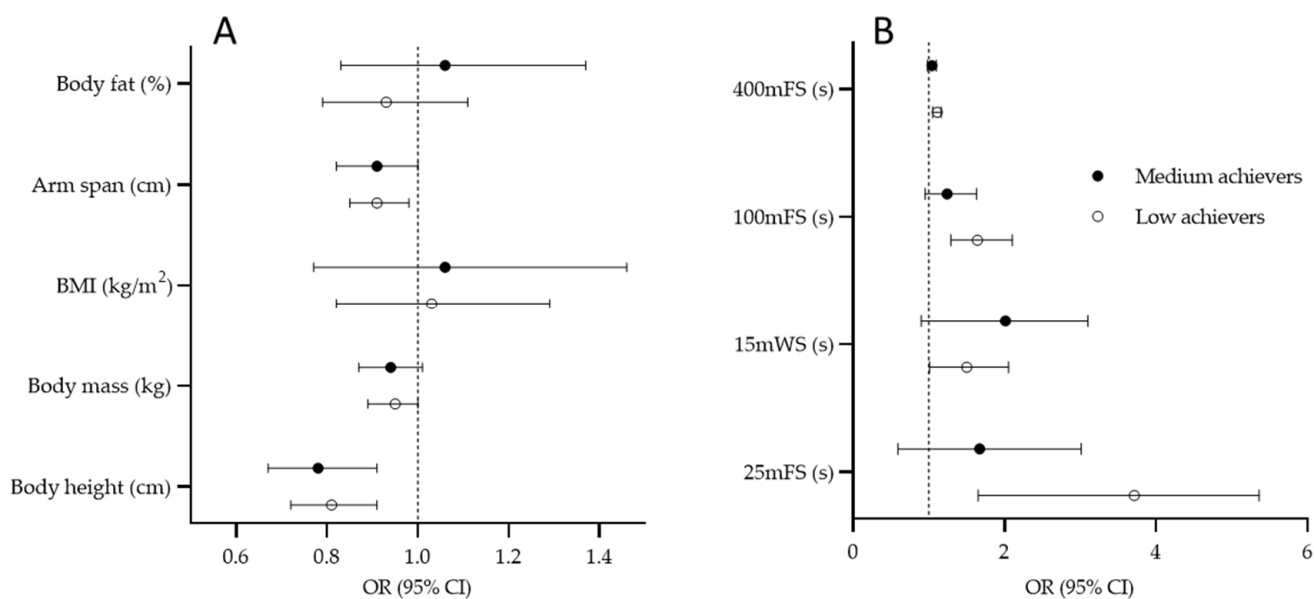 A
Body fat (%)
Arm span (cm)
BMI (kg/m²)
Body mass (kg)
Body height (cm)
0.6 0.8 1.0 1.2 1.4
OR (95% CI)
B
400mFS (s)
100mFS (s)
15mWS (s)
25mFS (s)
0 2 4 6
OR (95% CI)
Medium achievers
Low achievers